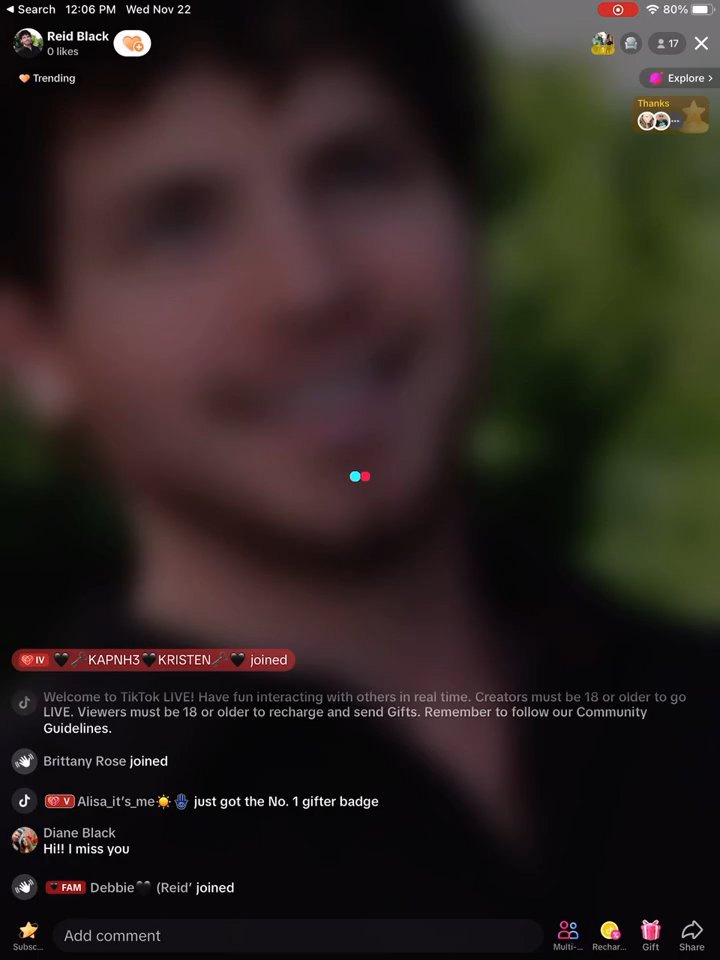 Search 12:06 PM Wed Nov 22 80%
Reid Black
0 likes
17
Trending
Explore >
Thanks
IV 🖤🗝️KAPNH3🖤KRISTEN🗝️🖤 joined
Welcome to TikTok LIVE! Have fun interacting with others in real time. Creators must be 18 or older to go
LIVE. Viewers must be 18 or older to recharge and send Gifts. Remember to follow our Community
Guidelines.
Brittany Rose joined
V Alisa_it’s_me☀️🪬 just got the No. 1 gifter badge
Diane Black
Hi!! I miss you
FAM Debbie🖤 (Reid’ joined
Add comment
Subsc... Multi-... Rechar... Gift Share